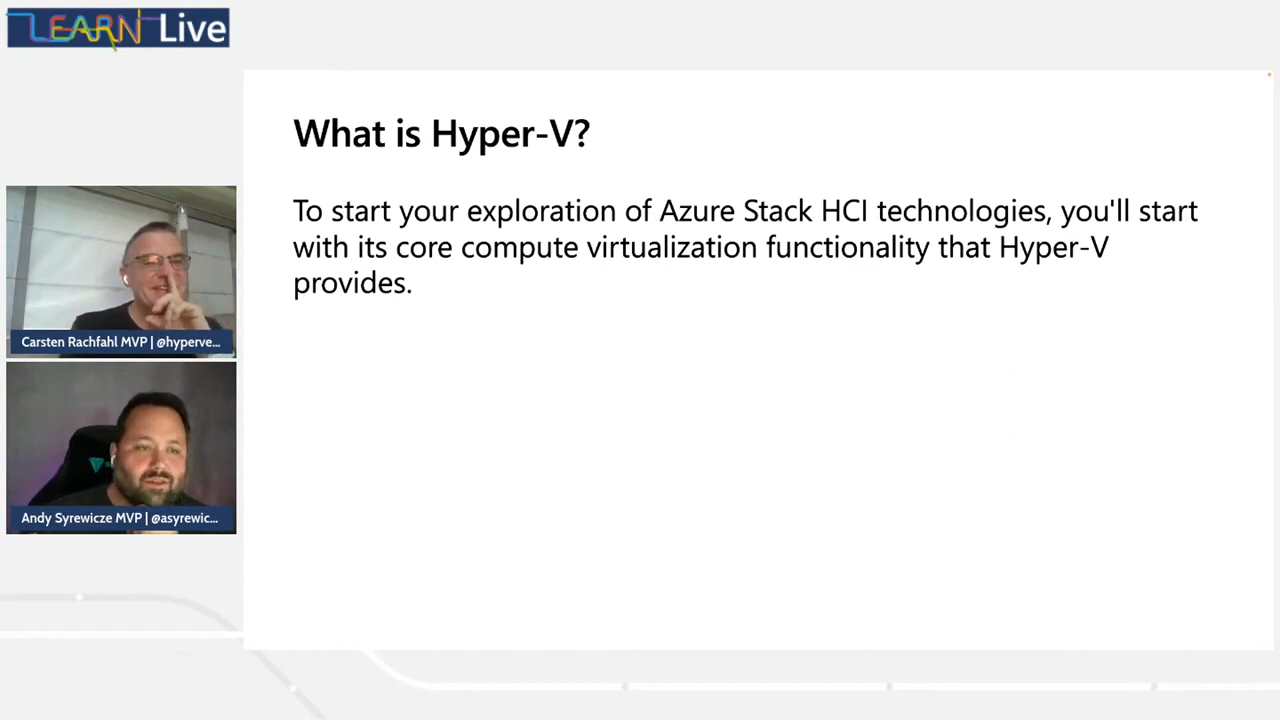 LEARN Live
What is Hyper-V?
To start your exploration of Azure Stack HCI technologies, you'll start
with its core compute virtualization functionality that Hyper-V
provides.
Carsten Rachfahl MVP | @hyperve...
Andy Syrewicze MVP | @asyrewic...